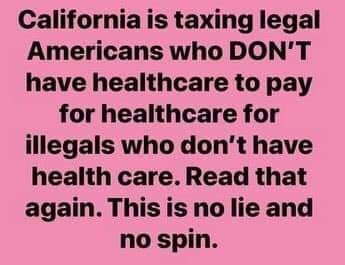 California is taxing legal
Americans who DON'T
have healthcare to pay
for healthcare for
illegals who don't have
health care. Read that
again. This is no lie and
no spin.